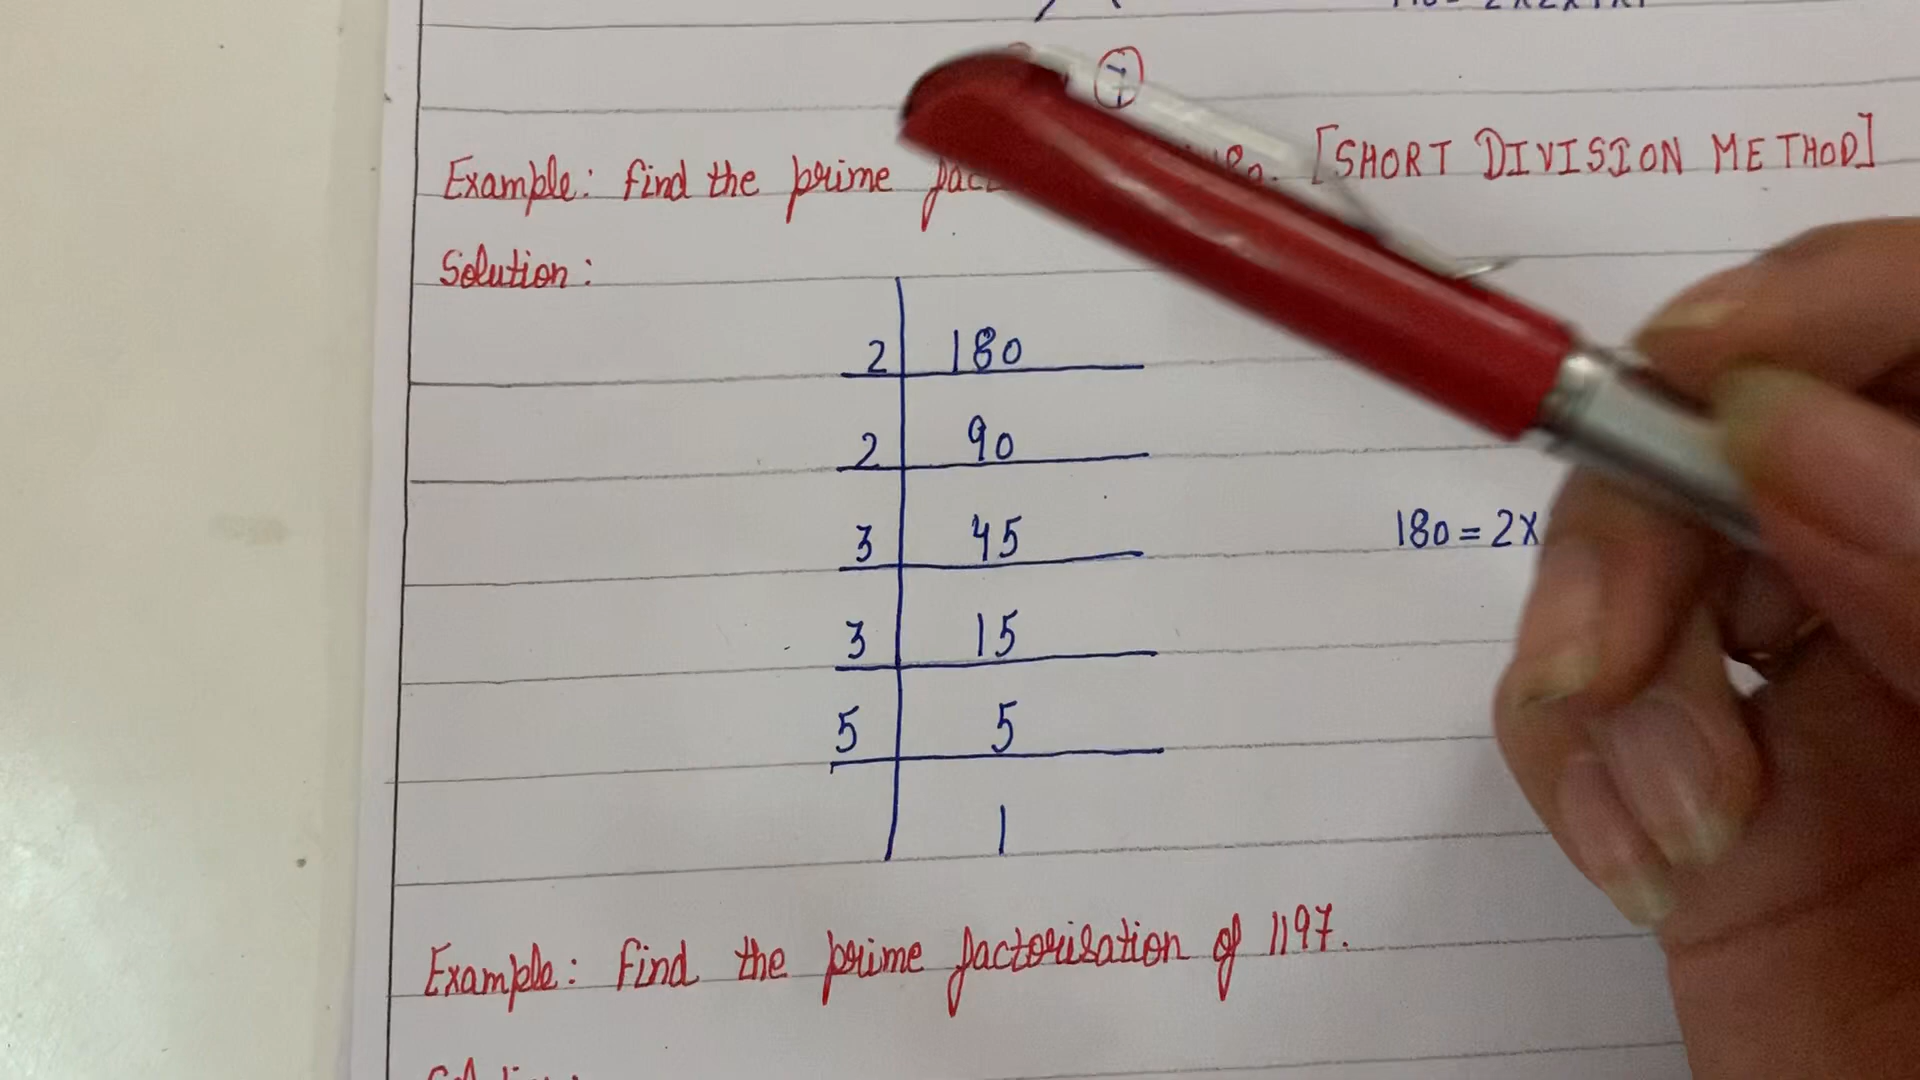 7
Example: Find the prime 180. [SHORT DIVISION METHOD]
Solution:
2 180
2 90
3 45
180 = 2x
3 15
5 5
1
Example: Find the prime factorisation of 1197.